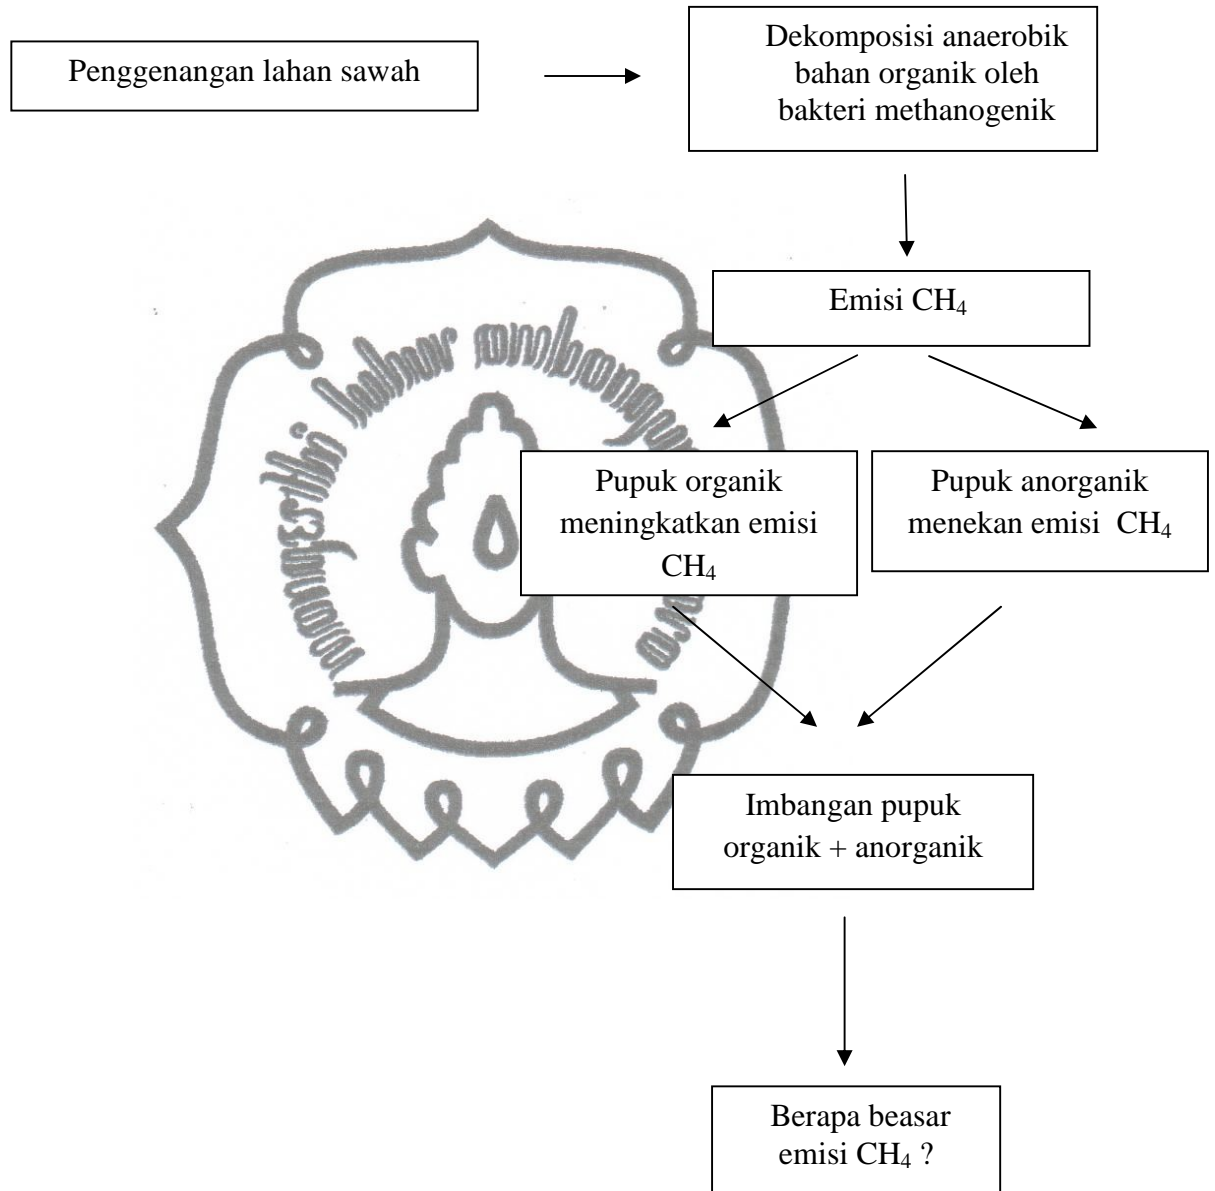 Penggenangan lahan sawah
Dekomposisi anaerobik
bahan organik oleh
bakteri methanogenik
Emisi CH₄
Pupuk organik
meningkatkan emisi
CH₄
Pupuk anorganik
menekan emisi CH₄
Imbangan pupuk
organik + anorganik
Berapa beasar
emisi CH₄ ?